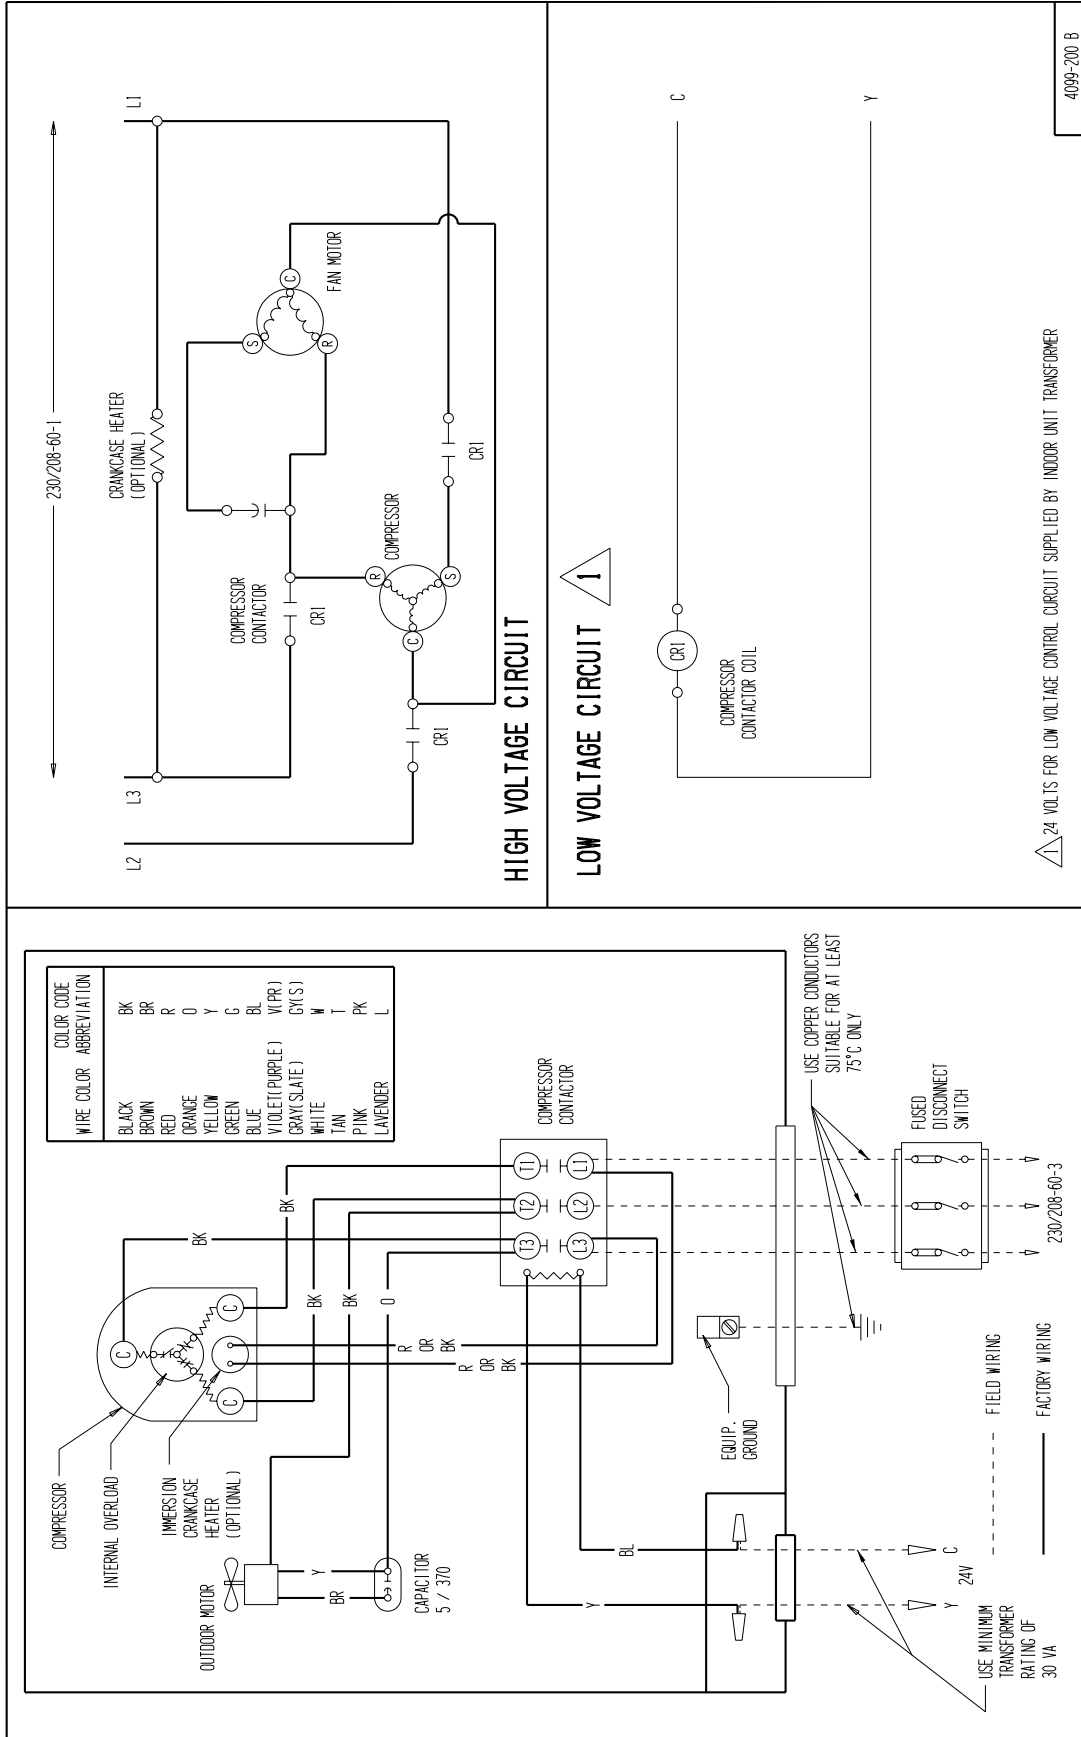 COLOR CODE
WIRE COLOR ABBREVIATION
BLACK BK
BROWN BR
RED R
ORANGE O
YELLOW Y
GREEN G
BLUE BL
VIOLET(PURPLE) V(PR)
GRAY(SLATE) GY(S)
WHITE W
TAN T
PINK PK
LAVENDER L
COMPRESSOR
INTERNAL OVERLOAD
IMMERSION
CRANKCASE
HEATER
(OPTIONAL)
OUTDOOR MOTOR
C
C
C
BK
BK
BK
BK
O
Y
BR
R OR BK
R OR BK
CAPACITOR
5 / 370
T3 T2 T1
L3 L2 L1
COMPRESSOR
CONTACTOR
Y
BL
EQUIP.
GROUND
USE COPPER CONDUCTORS
SUITABLE FOR AT LEAST
75°C ONLY
FUSED
DISCONNECT
SWITCH
230/208-60-3
Y C
24V
USE MINIMUM
TRANSFORMER
RATING OF
30 VA
FIELD WIRING
FACTORY WIRING
230/208-60-1
L2 L3 L1
CRANKCASE HEATER
(OPTIONAL)
COMPRESSOR
CONTACTOR
CR1
S
C
R
FAN MOTOR
R
C
S
COMPRESSOR
CR1
CR1
HIGH VOLTAGE CIRCUIT
LOW VOLTAGE CIRCUIT 1
C
CR1
COMPRESSOR
CONTACTOR COIL
Y
1 24 VOLTS FOR LOW VOLTAGE CONTROL CURCUIT SUPPLIED BY INDOOR UNIT TRANSFORMER
4099-200 B